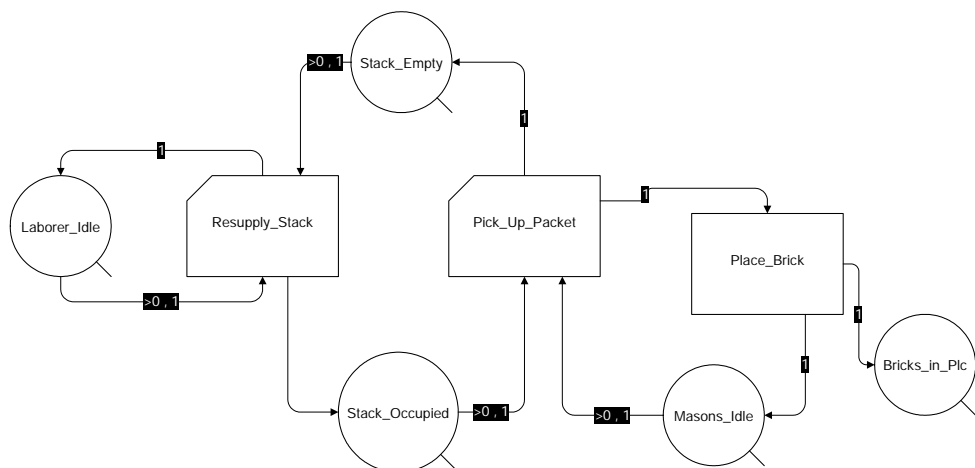 >0 , 1
Stack_Empty
1
1
Laborer_Idle
Resupply_Stack
Pick_Up_Packet
1
Place_Brick
>0 , 1
1
1
Bricks_in_Plc
Stack_Occupied
>0 , 1
>0 , 1
Masons_Idle